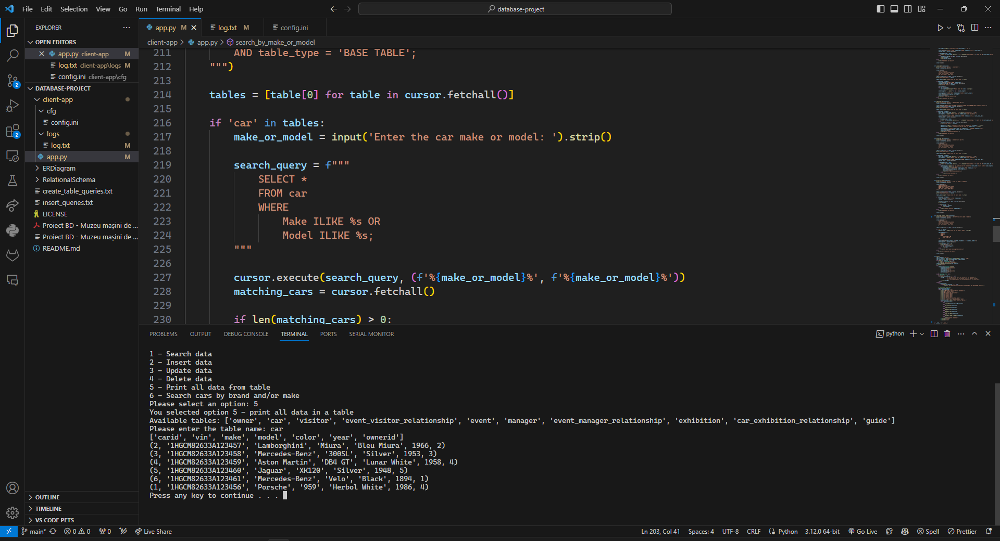 File Edit Selection View Go Run Terminal Help
database-project
EXPLORER
OPEN EDITORS
app.py client-app M
log.txt client-app\logs M
config.ini client-app\cfg
DATABASE-PROJECT
client-app
cfg
config.ini
logs
log.txt M
app.py M
ERDiagram
RelationalSchema
create_table_queries.txt
insert_queries.txt
LICENSE
Proiect BD - Muzeu mașini de ...
Proiect BD - Muzeu mașini de ...
README.md
OUTLINE
TIMELINE
VS CODE PETS
2
2
app.py M log.txt M config.ini
client-app > app.py > search_by_make_or_model
211 AND table_type = 'BASE TABLE';
212 """)
213
214 tables = [table[0] for table in cursor.fetchall()]
215
216 if 'car' in tables:
217 make_or_model = input('Enter the car make or model: ').strip()
218
219 search_query = f"""
220 SELECT *
221 FROM car
222 WHERE
223 Make ILIKE %s OR
224 Model ILIKE %s;
225 """
226
227 cursor.execute(search_query, (f'%{make_or_model}%', f'%{make_or_model}%'))
228 matching_cars = cursor.fetchall()
229
230 if len(matching_cars) > 0:
PROBLEMS OUTPUT DEBUG CONSOLE TERMINAL PORTS SERIAL MONITOR
python
1 - Search data
2 - Insert data
3 - Update data
4 - Delete data
5 - Print all data from table
6 - Search cars by brand and/or make
Please select an option: 5
You selected option 5 - print all data in a table
Available tables: ['owner', 'car', 'visitor', 'event_visitor_relationship', 'event', 'manager', 'event_manager_relationship', 'exhibition', 'car_exhibition_relationship', 'guide']
Please enter the table name: car
['carid', 'vin', 'make', 'model', 'color', 'year', 'ownerid']
(2, '1HGCM82633A123457', 'Lamborghini', 'Miura', 'Bleu Miura', 1966, 2)
(3, '1HGCM82633A123458', 'Mercedes-Benz', '300SL', 'Silver', 1953, 3)
(4, '1HGCM82633A123459', 'Aston Martin', 'DB4 GT', 'Lunar White', 1958, 4)
(5, '1HGCM82633A123460', 'Jaguar', 'XK120', 'Silver', 1948, 5)
(6, '1HGCM82633A123461', 'Mercedes-Benz', 'Velo', 'Black', 1894, 1)
(1, '1HGCM82633A123456', 'Porsche', '959', 'Herbol White', 1986, 4)
Press any key to continue . . .
main* 0 0 0 Live Share
Ln 203, Col 41 Spaces: 4 UTF-8 CRLF Python 3.12.0 64-bit Go Live Spell Prettier